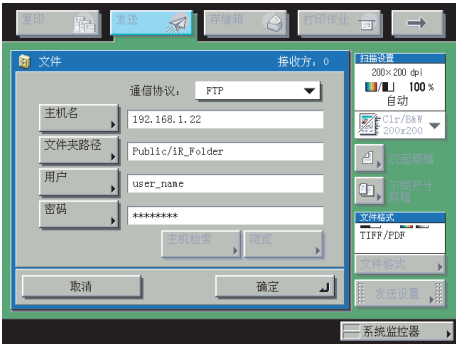 复印
发送
存储箱
打印作业
文件
接收方: 0
通信协议:
FTP
主机名
192.168.1.22
文件夹路径
Public/iR_Folder
用户
user_name
密码
********
主机检索
浏览
取消
确定
扫描设置
200×200 dpi
100 %
自动
Clr/B&W
200x200
双面原稿
不同尺寸
原稿
文件格式
TIFF/PDF
文件格式
发送设置
系统监控器